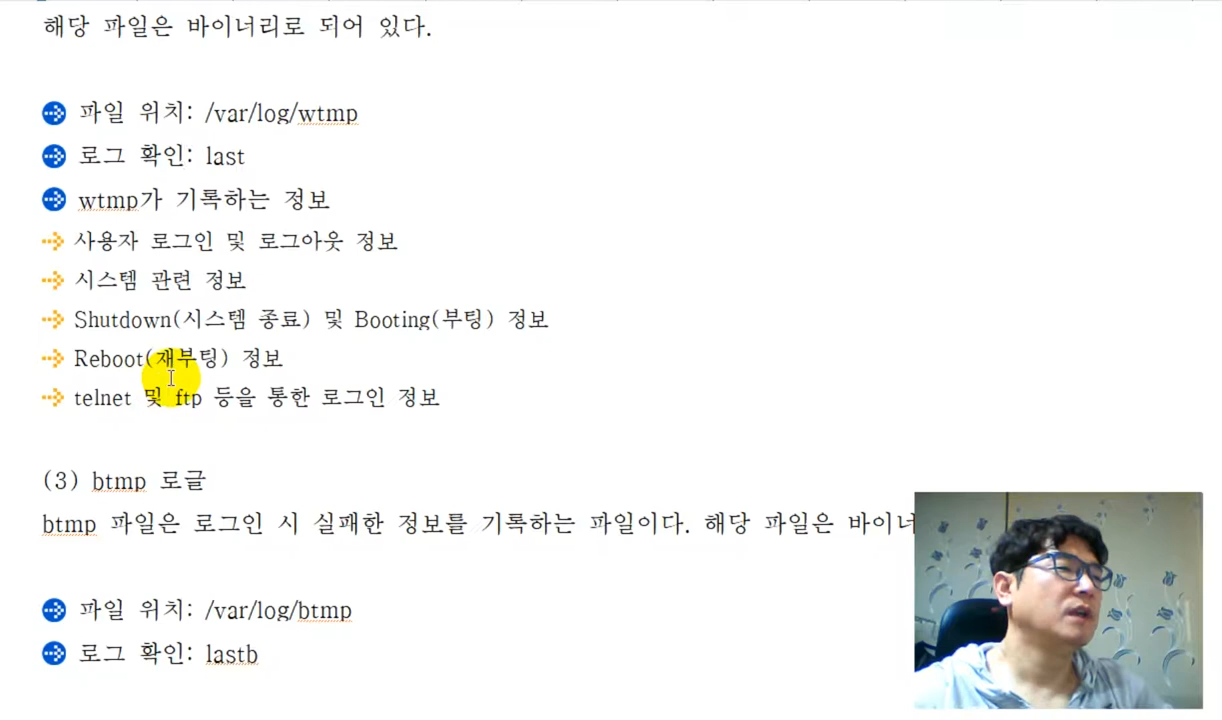 해당 파일은 바이너리로 되어 있다.
파일 위치: /var/log/wtmp
로그 확인: last
wtmp가 기록하는 정보
사용자 로그인 및 로그아웃 정보
시스템 관련 정보
Shutdown(시스템 종료) 및 Booting(부팅) 정보
Reboot(재부팅) 정보
telnet 및 ftp 등을 통한 로그인 정보
(3) btmp 로글
btmp 파일은 로그인 시 실패한 정보를 기록하는 파일이다. 해당 파일은 바이너
파일 위치: /var/log/btmp
로그 확인: lastb